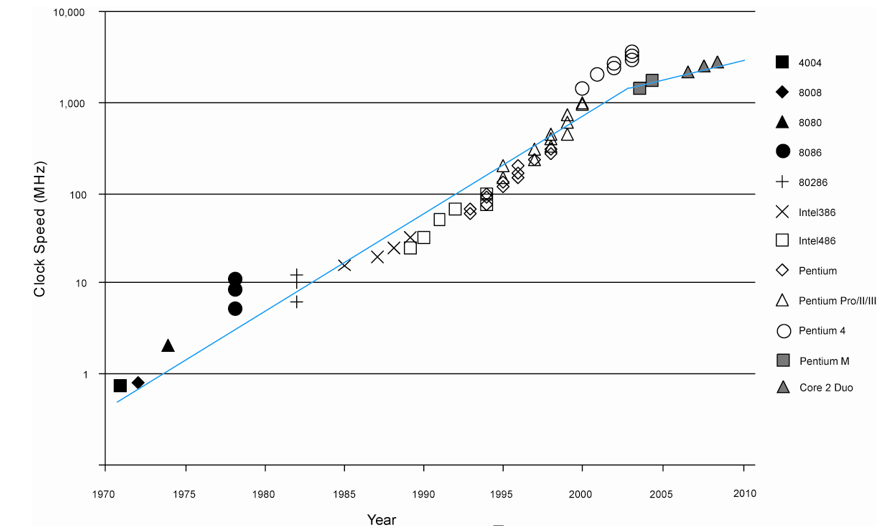 10,000
1,000
100
10
1
Clock Speed (MHz)
1970 1975 1980 1985 1990 1995 2000 2005 2010
Year
4004
8008
8080
8086
80286
Intel386
Intel486
Pentium
Pentium Pro/II/III
Pentium 4
Pentium M
Core 2 Duo